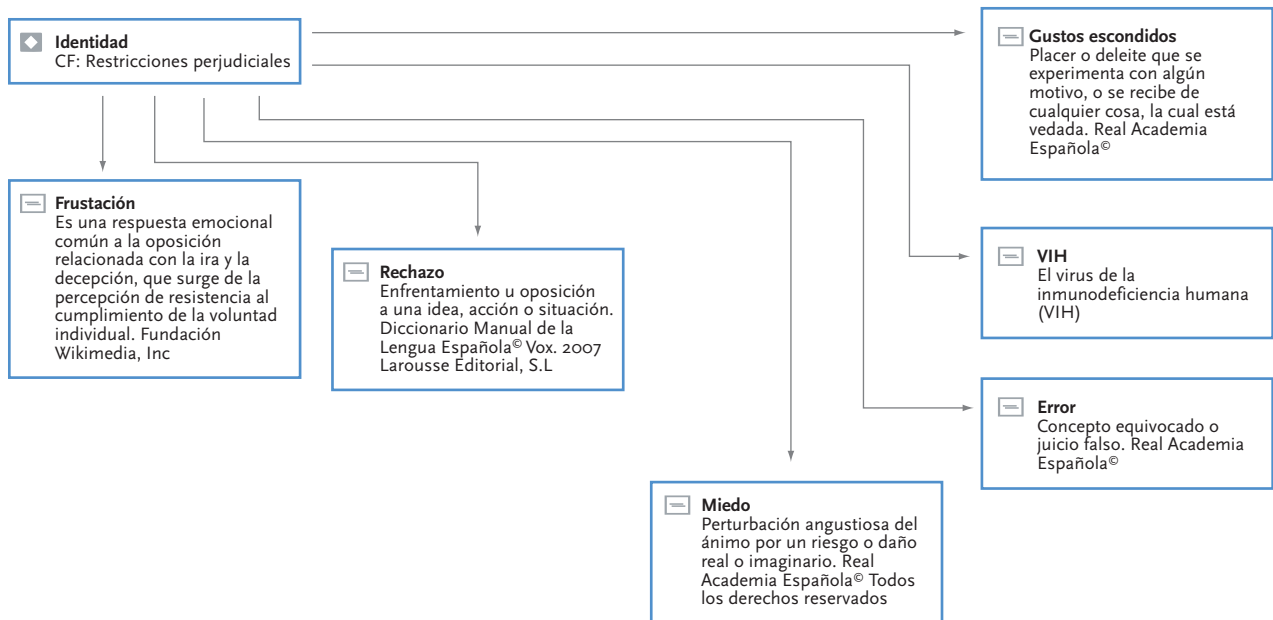 Identidad
CF: Restricciones perjudiciales
Gustos escondidos
Placer o deleite que se
experimenta con algún
motivo, o se recibe de
cualquier cosa, la cual está
vedada. Real Academia
Española©
Frustación
Es una respuesta emocional
común a la oposición
relacionada con la ira y la
decepción, que surge de la
percepción de resistencia al
cumplimiento de la voluntad
individual. Fundación
Wikimedia, Inc
Rechazo
Enfrentamiento u oposición
a una idea, acción o situación.
Diccionario Manual de la
Lengua Española© Vox. 2007
Larousse Editorial, S.L
VIH
El virus de la
inmunodeficiencia humana
(VIH)
Error
Concepto equivocado o
juicio falso. Real Academia
Española©
Miedo
Perturbación angustiosa del
ánimo por un riesgo o daño
real o imaginario. Real
Academia Española© Todos
los derechos reservados